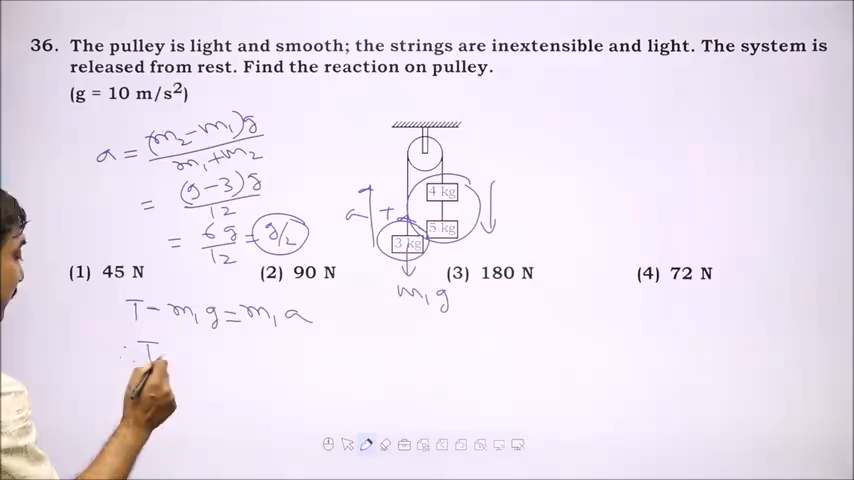 36. The pulley is light and smooth; the strings are inextensible and light. The system is
released from rest. Find the reaction on pulley.
(g = 10 m/s²)
a = (m₂ - m₁)g / m₁+m₂
= (9-3)g / 12
= 6g / 12 = g/2
4 kg
5 kg
3 kg
a
T
m₁g
(1) 45 N (2) 90 N (3) 180 N (4) 72 N
T - m₁g = m₁a
∴ T